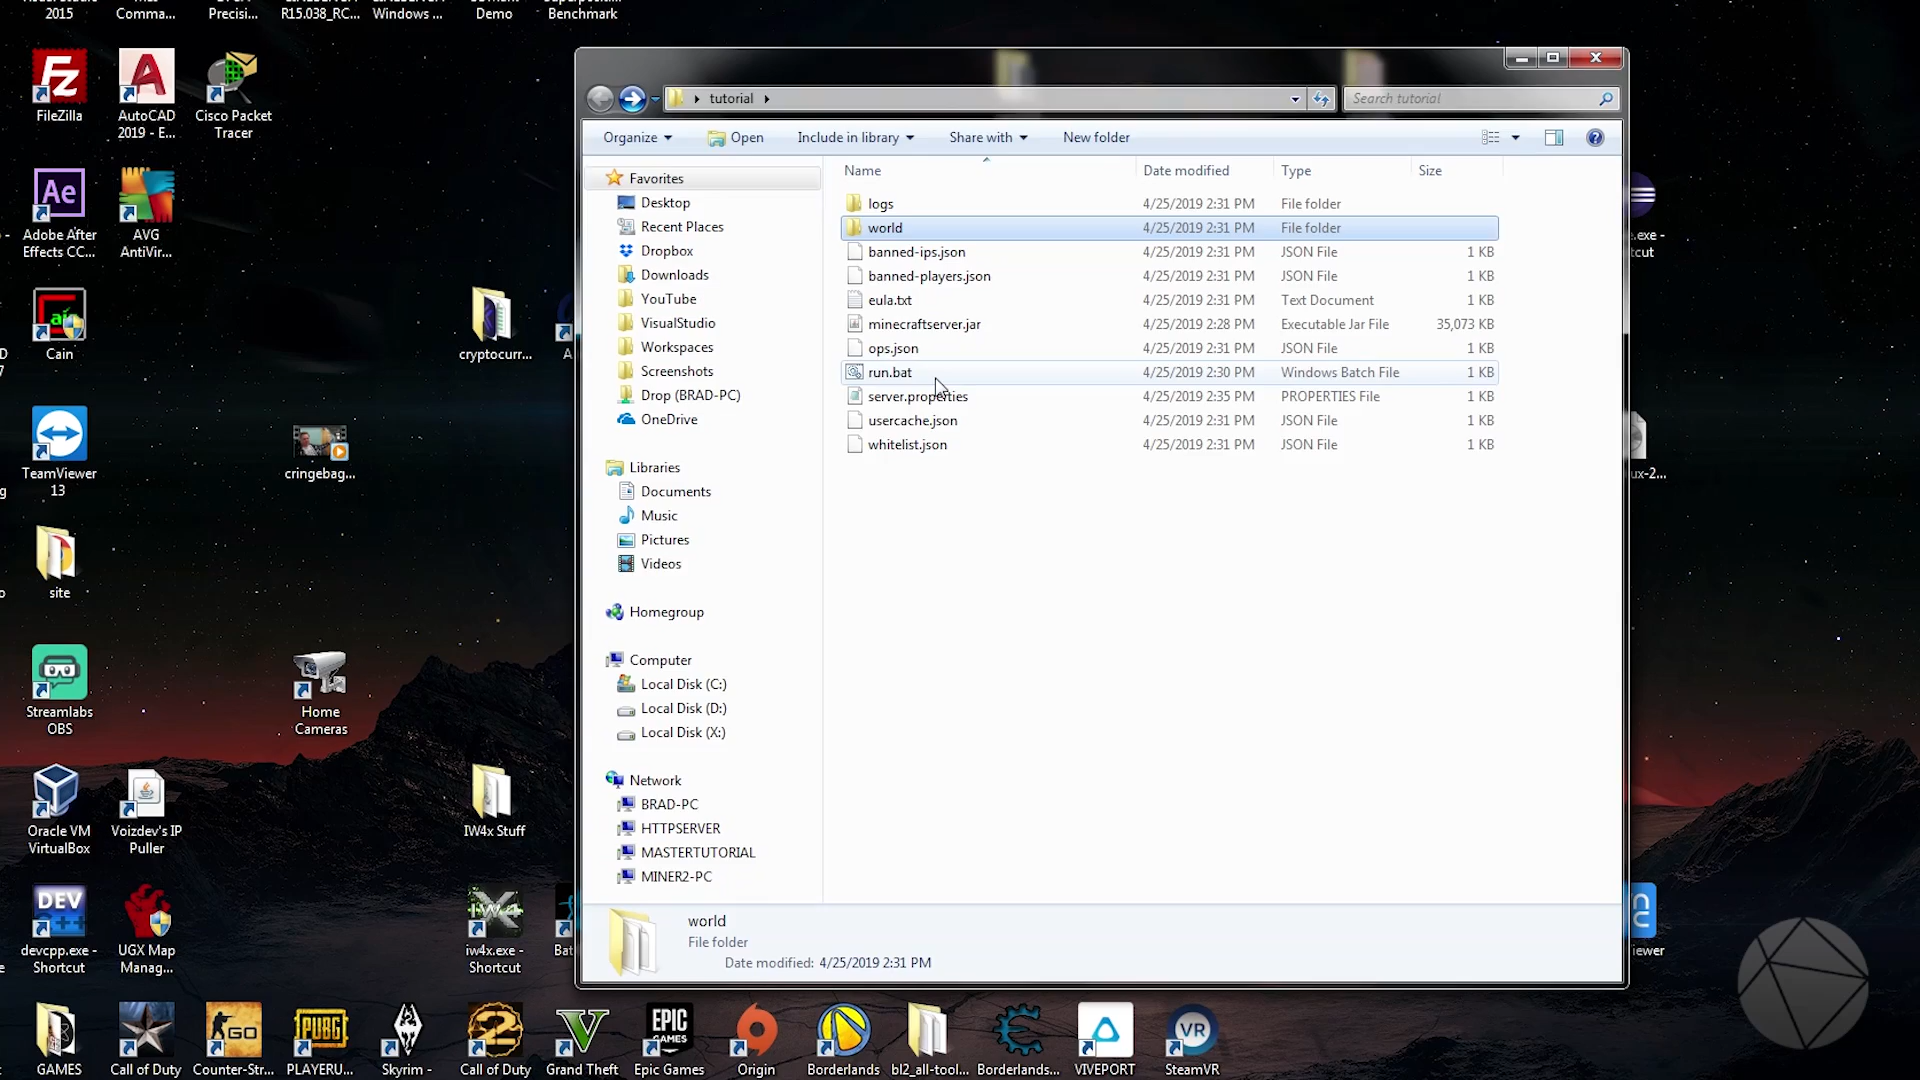 2015
Comma...
Precisi...
R15.038_RC...
Windows ...
Demo
Benchmark
FileZilla
AutoCAD
2019 - E...
Cisco Packet
Tracer
Adobe After
Effects CC...
AVG
AntiVir...
Cain
cryptocurr...
TeamViewer
13
cringebag...
site
Streamlabs
OBS
Home
Cameras
Oracle VM
VirtualBox
Voizdev's IP
Puller
IW4x Stuff
DEV
C++
devcpp.exe -
Shortcut
UGX Map
Manag...
iw4x.exe -
Shortcut
Bat
GAMES
Call of Duty
Counter-Str...
PLAYERU...
Skyrim -
Call of Duty
Grand Theft
EPIC
GAMES
Epic Games
Origin
Borderlands
bl2_all-tool...
Borderlands...
VIVEPORT
VR
SteamVR
tutorial
Search tutorial
Organize
Open
Include in library
Share with
New folder
Favorites
Desktop
Recent Places
Dropbox
Downloads
YouTube
VisualStudio
Workspaces
Screenshots
Drop (BRAD-PC)
OneDrive
Libraries
Documents
Music
Pictures
Videos
Homegroup
Computer
Local Disk (C:)
Local Disk (D:)
Local Disk (X:)
Network
BRAD-PC
HTTPSERVER
MASTERTUTORIAL
MINER2-PC
Name Date modified Type Size
logs 4/25/2019 2:31 PM File folder
world 4/25/2019 2:31 PM File folder
banned-ips.json 4/25/2019 2:31 PM JSON File 1 KB
banned-players.json 4/25/2019 2:31 PM JSON File 1 KB
eula.txt 4/25/2019 2:31 PM Text Document 1 KB
minecraftserver.jar 4/25/2019 2:28 PM Executable Jar File 35,073 KB
ops.json 4/25/2019 2:31 PM JSON File 1 KB
run.bat 4/25/2019 2:30 PM Windows Batch File 1 KB
server.properties 4/25/2019 2:35 PM PROPERTIES File 1 KB
usercache.json 4/25/2019 2:31 PM JSON File 1 KB
whitelist.json 4/25/2019 2:31 PM JSON File 1 KB
world
File folder
Date modified: 4/25/2019 2:31 PM
.exe -
tcut
ux-2...
iewer